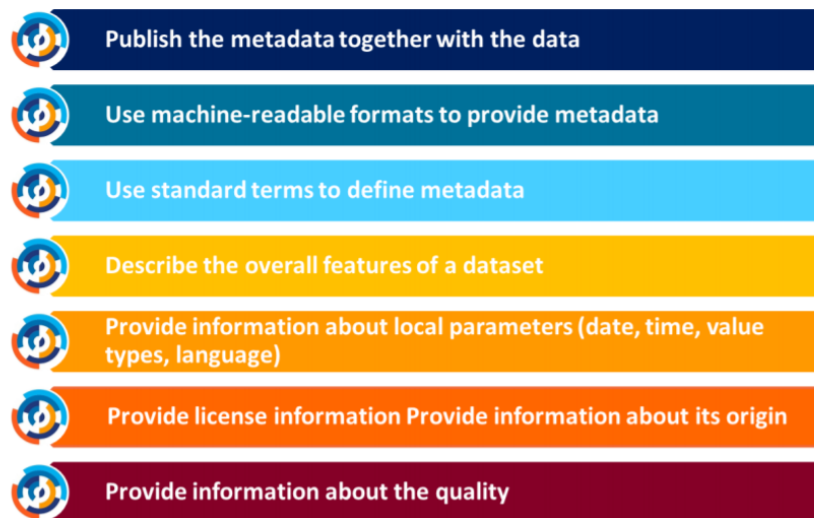 Publish the metadata together with the data
Use machine-readable formats to provide metadata
Use standard terms to define metadata
Describe the overall features of a dataset
Provide information about local parameters (date, time, value
types, language)
Provide license information Provide information about its origin
Provide information about the quality